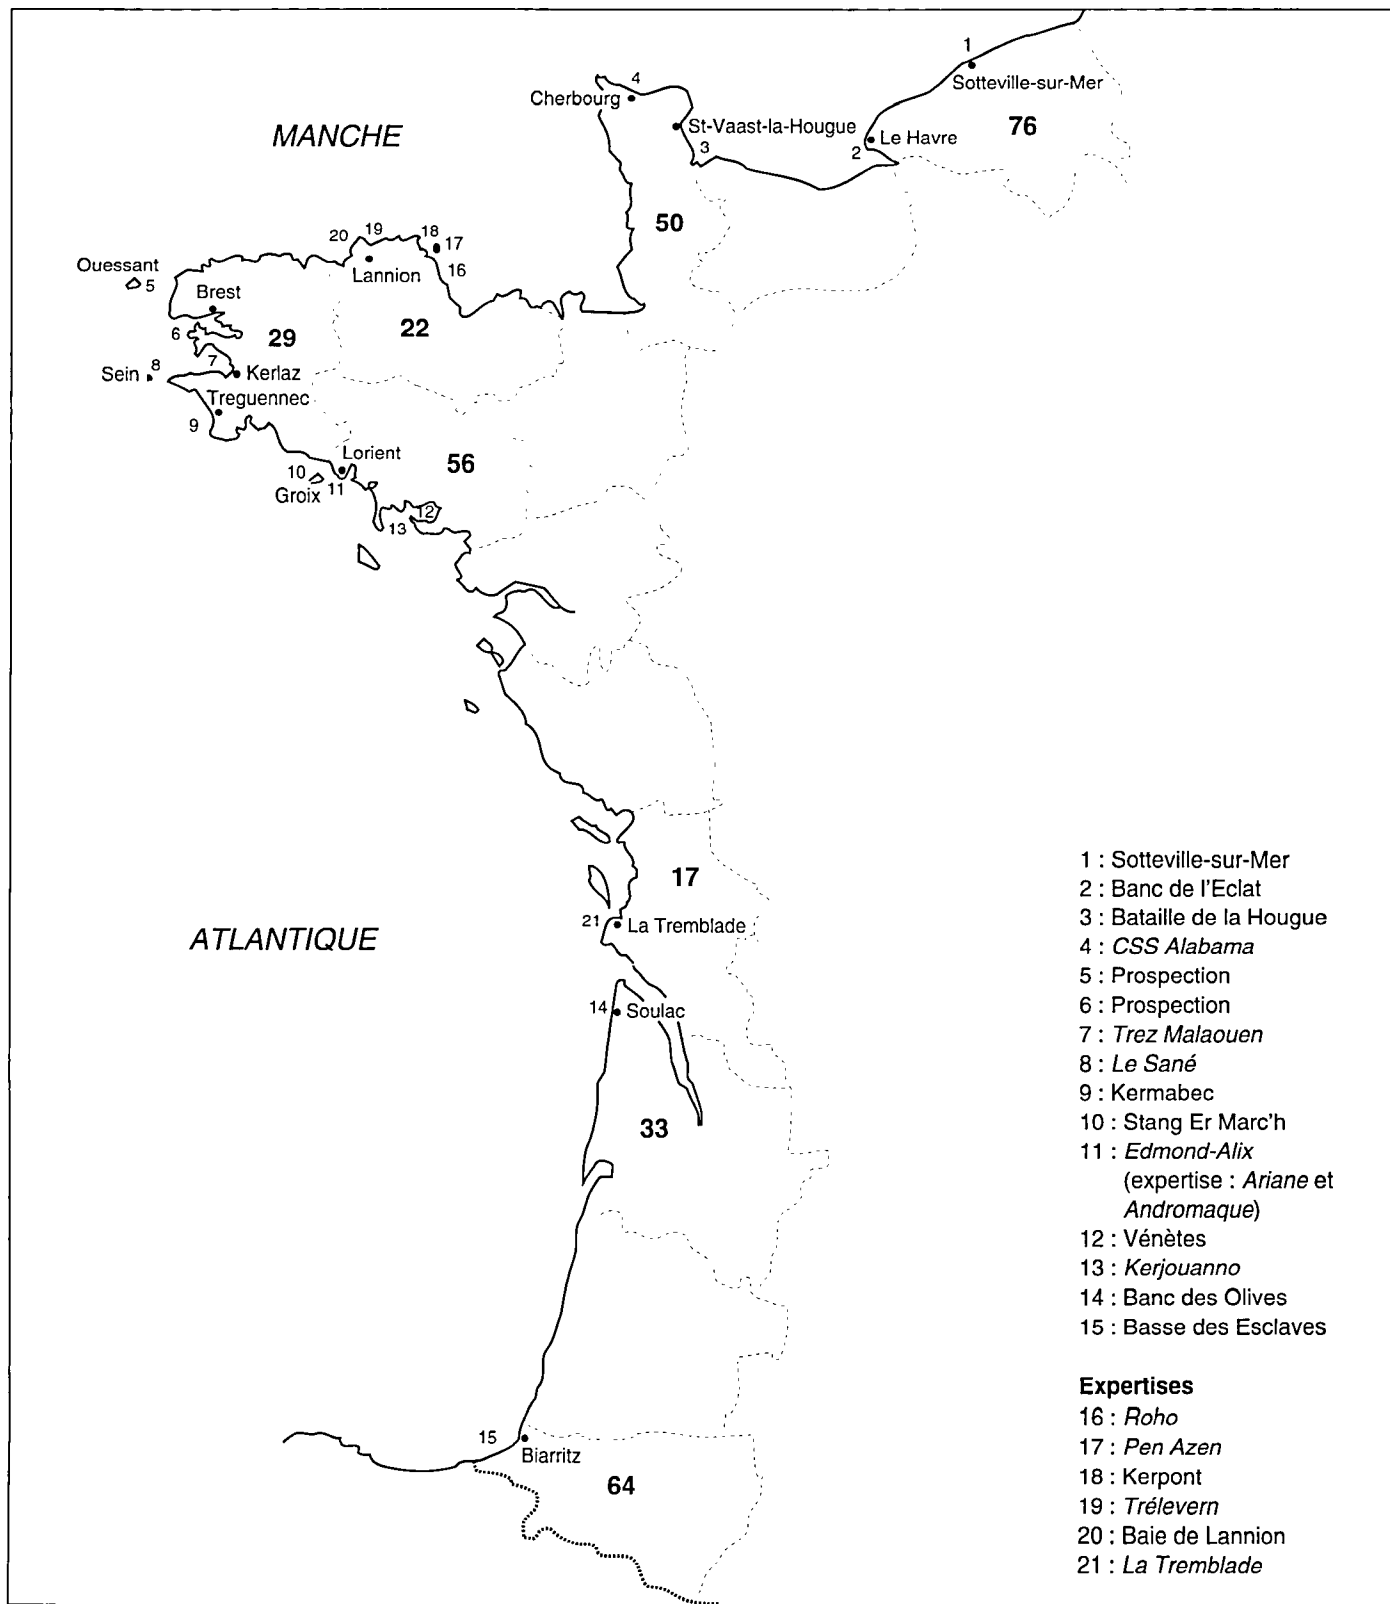 1
Sotteville-sur-Mer
4
Cherbourg
St-Vaast-la-Hougue
MANCHE
76
2
Le Havre
3
50
20
19
18
17
16
Lannion
Ouessant
5
Brest
6
29
22
Sein
8
7
Kerlaz
Treguennec
9
Lorient
56
10
11
Groix
12
13
17
21
La Tremblade
ATLANTIQUE
14
Soulac
33
15
Biarritz
64
1 : Sotteville-sur-Mer
2 : Banc de l'Eclat
3 : Bataille de la Hougue
4 : CSS Alabama
5 : Prospection
6 : Prospection
7 : Trez Malaouen
8 : Le Sané
9 : Kermabec
10 : Stang Er Marc'h
11 : Edmond-Alix
(expertise : Ariane et
Andromaque)
12 : Vénètes
13 : Kerjouanno
14 : Banc des Olives
15 : Basse des Esclaves
Expertises
16 : Roho
17 : Pen Azen
18 : Kerpont
19 : Trélevern
20 : Baie de Lannion
21 : La Tremblade